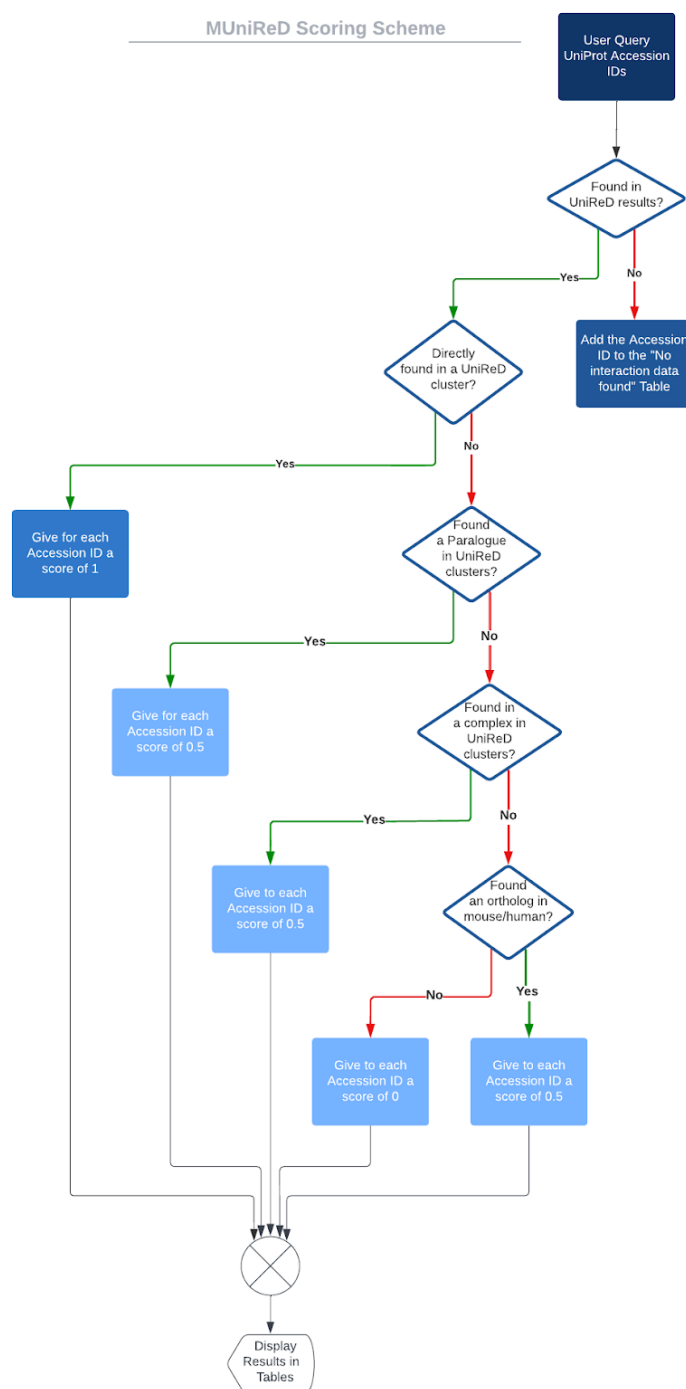 MUniReD Scoring Scheme
User Query
UniProt Accession
IDs
Found in
UniReD results?
Yes
No
Directly
found in a UniReD
cluster?
Add the Accession
ID to the "No
interaction data
found" Table
Yes
No
Give for each
Accession ID a
score of 1
Found
a Paralogue
in UniReD
clusters?
Yes
No
Give for each
Accession ID a
score of 0.5
Found in
a complex in
UniReD
clusters?
Yes
No
Give to each
Accession ID a
score of 0.5
Found
an ortholog in
mouse/human?
No
Yes
Give to each
Accession ID a
score of 0
Give to each
Accession ID a
score of 0.5
Display
Results in
Tables